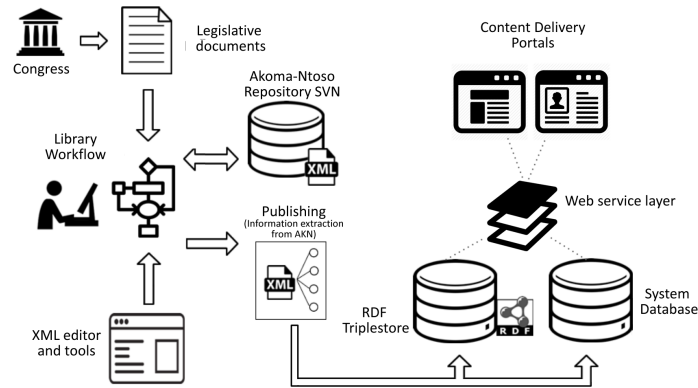 Congress
Legislative
documents
Akoma-Ntoso
Repository SVN
XML
Library
Workflow
Publishing
(Information extraction
from AKN)
XML
XML editor
and tools
Content Delivery
Portals
Web service layer
RDF
Triplestore
RDF
System
Database